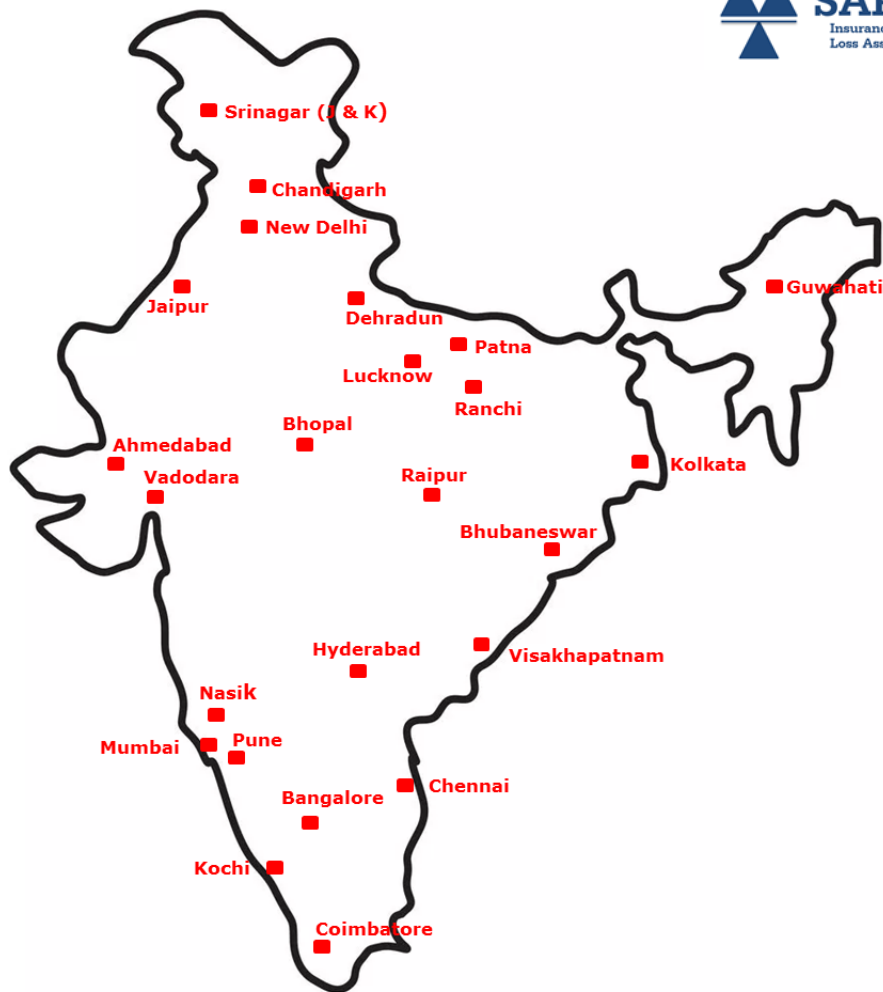 Insuranc
Loss Ass
Srinagar (J & K)
Chandigarh
New Delhi
Guwahati
Jaipur
Dehradun
Patna
Lucknow
Ranchi
Bhopal
Ahmedabad
Kolkata
Vadodara
Raipur
Bhubaneswar
Hyderabad
Visakhapatnam
Nasik
Mumbai
Pune
Chennai
Bangalore
Kochi
Coimbatore